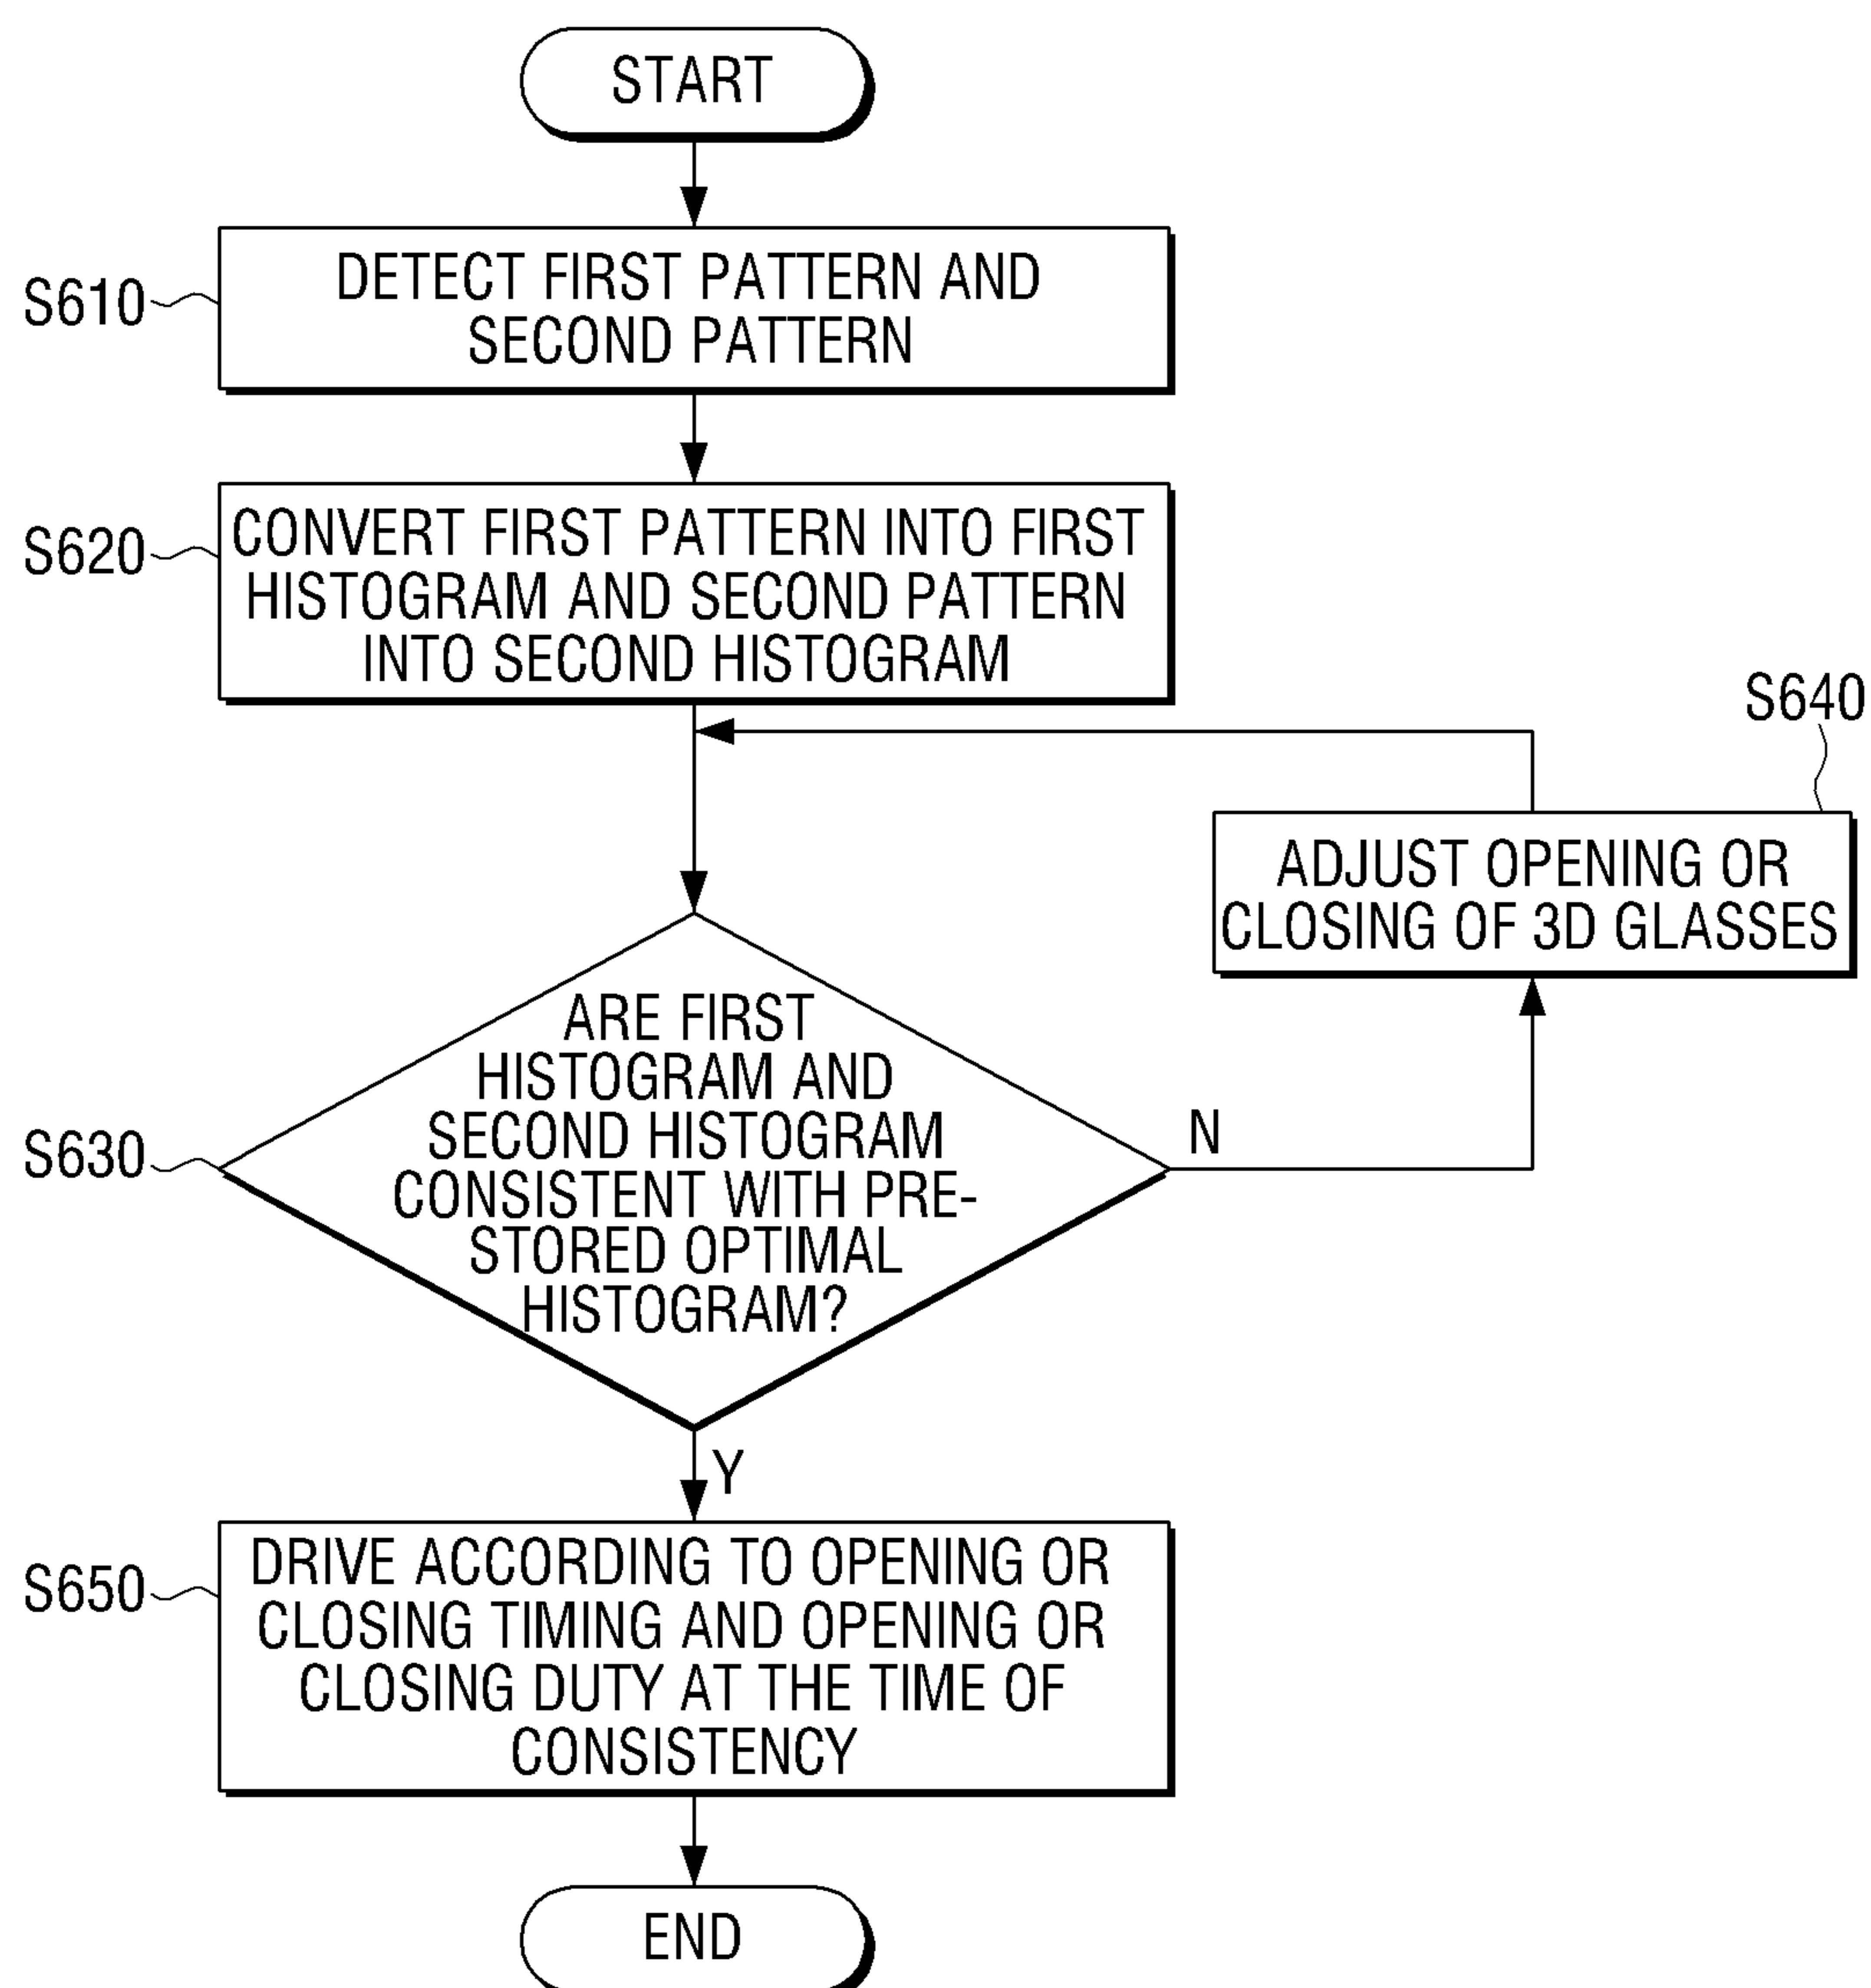 START
S610
DETECT FIRST PATTERN AND
SECOND PATTERN
S620
CONVERT FIRST PATTERN INTO FIRST
HISTOGRAM AND SECOND PATTERN
INTO SECOND HISTOGRAM
S640
ADJUST OPENING OR
CLOSING OF 3D GLASSES
S630
ARE FIRST
HISTOGRAM AND
SECOND HISTOGRAM
CONSISTENT WITH PRE-
STORED OPTIMAL
HISTOGRAM?
N
Y
S650
DRIVE ACCORDING TO OPENING OR
CLOSING TIMING AND OPENING OR
CLOSING DUTY AT THE TIME OF
CONSISTENCY
END